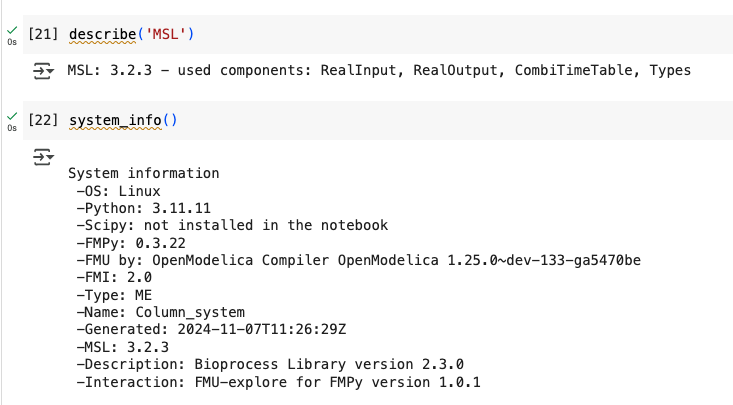 [21] describe('MSL')
0s
MSL: 3.2.3 – used components: RealInput, RealOutput, CombiTimeTable, Types
[22] system_info()
0s
System information
-OS: Linux
-Python: 3.11.11
-Scipy: not installed in the notebook
-FMPy: 0.3.22
-FMU by: OpenModelica Compiler OpenModelica 1.25.0~dev-133-ga5470be
-FMI: 2.0
-Type: ME
-Name: Column_system
-Generated: 2024-11-07T11:26:29Z
-MSL: 3.2.3
-Description: Bioprocess Library version 2.3.0
-Interaction: FMU-explore for FMPy version 1.0.1